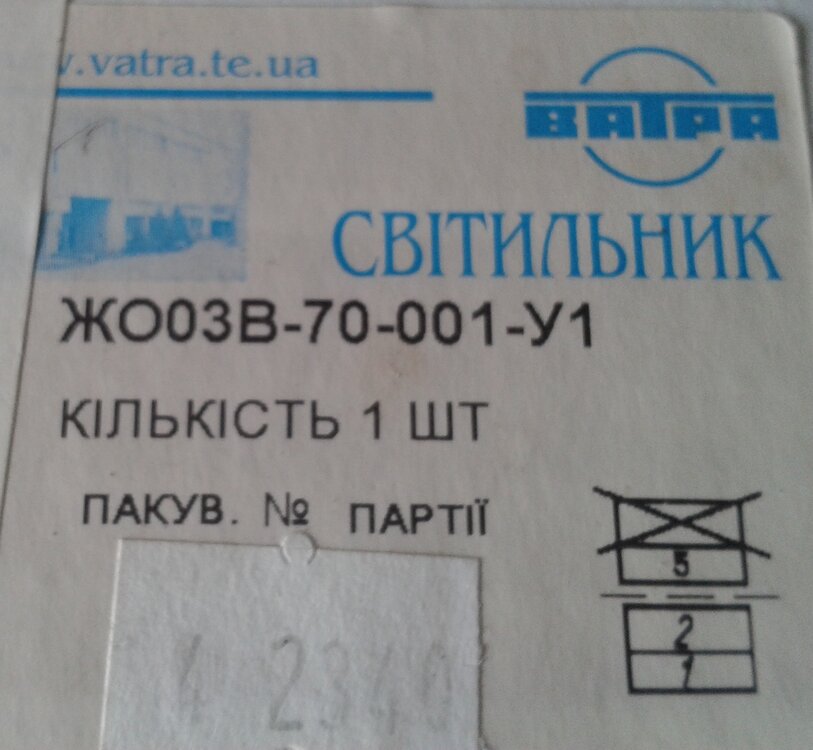 .vatra.te.ua
ВАТРА
СВІТИЛЬНИК
ЖО03В-70-001-У1
КІЛЬКІСТЬ 1 ШТ
ПАКУВ. № ПАРТІЇ
5
2
1